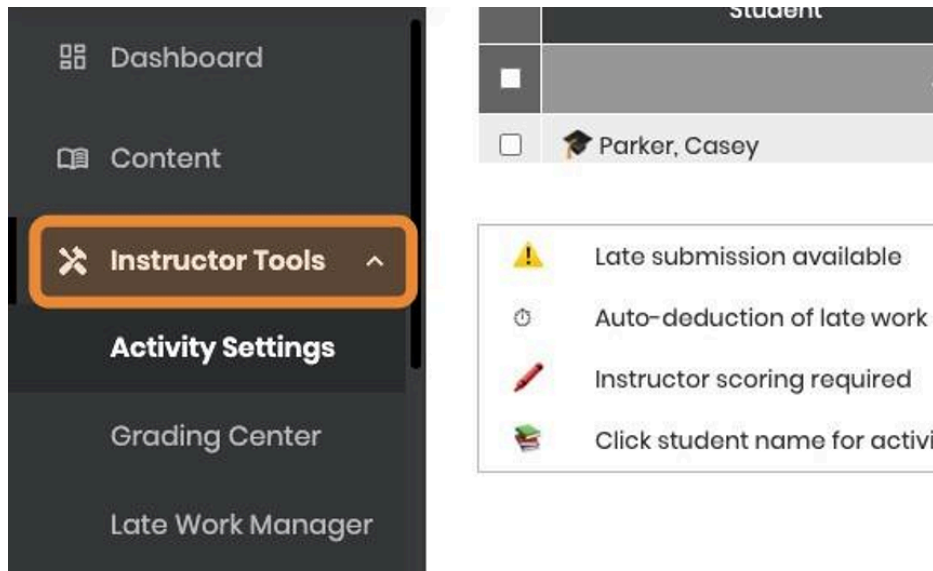 Dashboard
Content
Instructor Tools
Activity Settings
Grading Center
Late Work Manager
Student
Parker, Casey
Late submission available
Auto-deduction of late work
Instructor scoring required
Click student name for activi